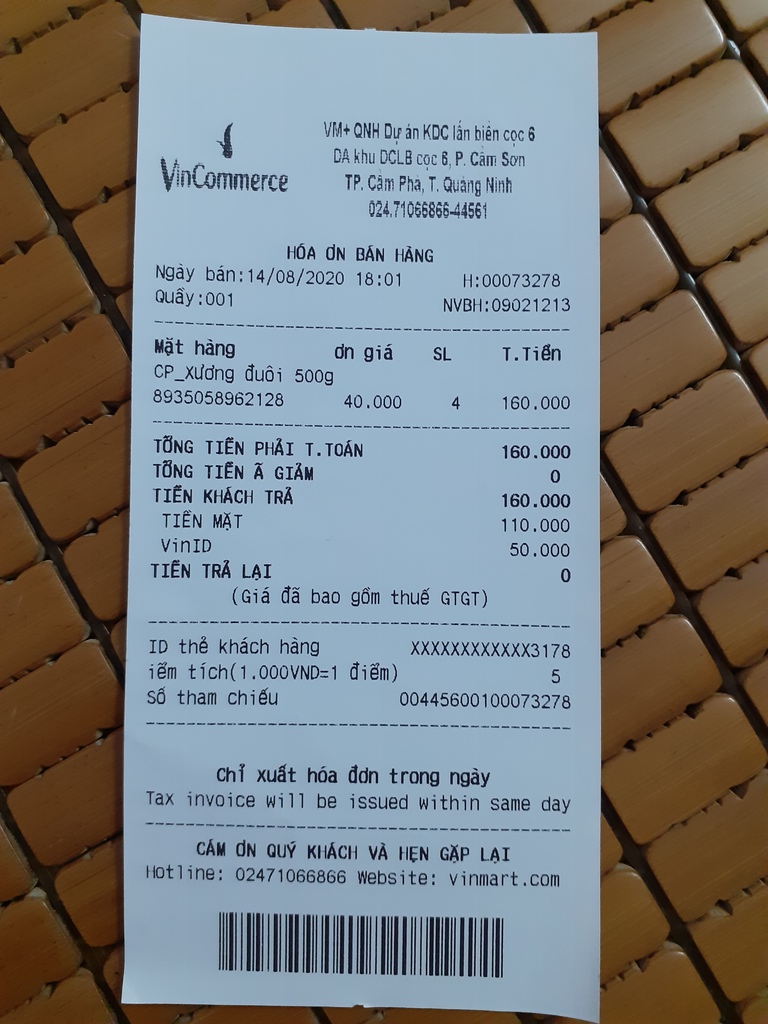 VinCommerce
VM+ QNH Dự án KDC lấn biển cọc 6
DA khu DCLB cọc 6, P. Cẩm Sơn
TP. Cẩm Phả, T. Quảng Ninh
024.71066866-44561
HÓA ƠN BÁN HÀNG
Ngày bán:14/08/2020 18:01 H:00073278
Quầy:001 NVBH:09021213
Mặt hàng ơn giá SL T.Tiền
CP_Xương đuôi 500g
8935058962128 40.000 4 160.000
TỔNG TIỀN PHẢI T.TOÁN 160.000
TỔNG TIỀN Ã GIẢM 0
TIỀN KHÁCH TRẢ 160.000
TIỀN MẶT 110.000
VinID 50.000
TIỀN TRẢ LẠI 0
(Giá đã bao gồm thuế GTGT)
ID thẻ khách hàng XXXXXXXXXXXX3178
iểm tích(1.000VND=1 điểm) 5
Số tham chiếu 00445600100073278
Chỉ xuất hóa đơn trong ngày
Tax invoice will be issued within same day
CÁM ƠN QUÝ KHÁCH VÀ HẸN GẶP LẠI
Hotline: 02471066866 Website: vinmart.com